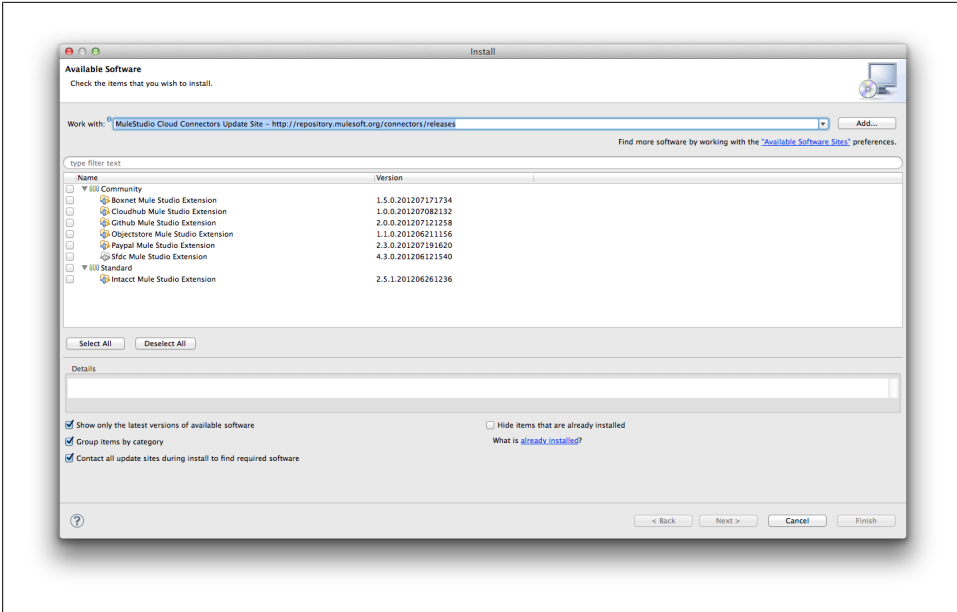 Install
Available Software
Check the items that you wish to install.
Work with: MuleStudio Cloud Connectors Update Site - http://repository.mulesoft.org/connectors/releases Add...
Find more software by working with the "Available Software Sites" preferences.
type filter text
Name Version
Community
Boxnet Mule Studio Extension 1.5.0.201207171734
Cloudhub Mule Studio Extension 1.0.0.201207082132
Github Mule Studio Extension 2.0.0.201207121258
Objectstore Mule Studio Extension 1.1.0.201206211156
Paypal Mule Studio Extension 2.3.0.201207191620
Sfdc Mule Studio Extension 4.3.0.201206121540
Standard
Intacct Mule Studio Extension 2.5.1.201206261236
Select All Deselect All
Details
Show only the latest versions of available software Hide items that are already installed
Group items by category What is already installed?
Contact all update sites during install to find required software
? < Back Next > Cancel Finish